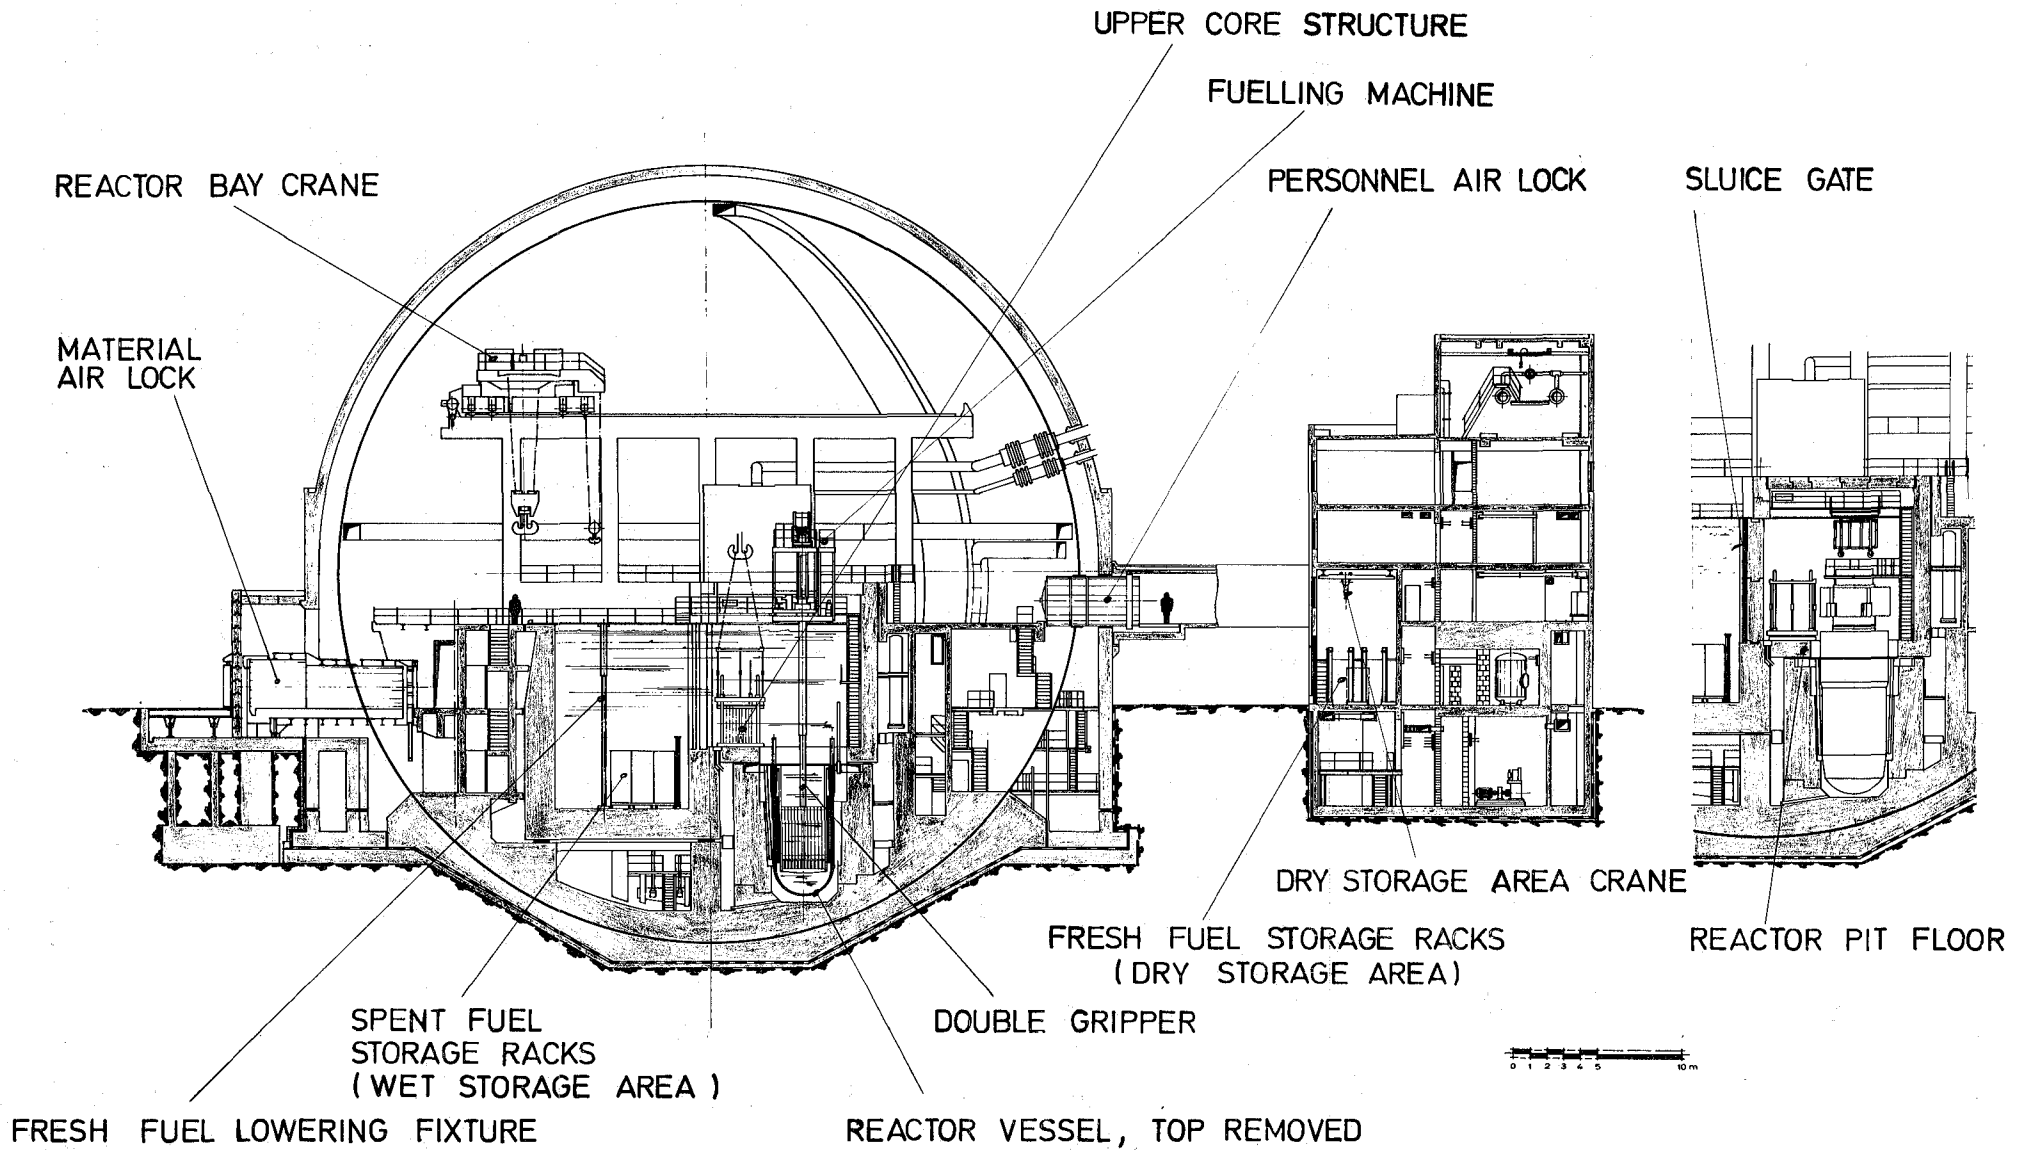 UPPER CORE STRUCTURE
FUELLING MACHINE
REACTOR BAY CRANE
PERSONNEL AIR LOCK
SLUICE GATE
MATERIAL
AIR LOCK
DRY STORAGE AREA CRANE
FRESH FUEL STORAGE RACKS
(DRY STORAGE AREA)
REACTOR PIT FLOOR
SPENT FUEL
STORAGE RACKS
(WET STORAGE AREA)
DOUBLE GRIPPER
0 1 2 3 4 5 10 m
FRESH FUEL LOWERING FIXTURE
REACTOR VESSEL, TOP REMOVED